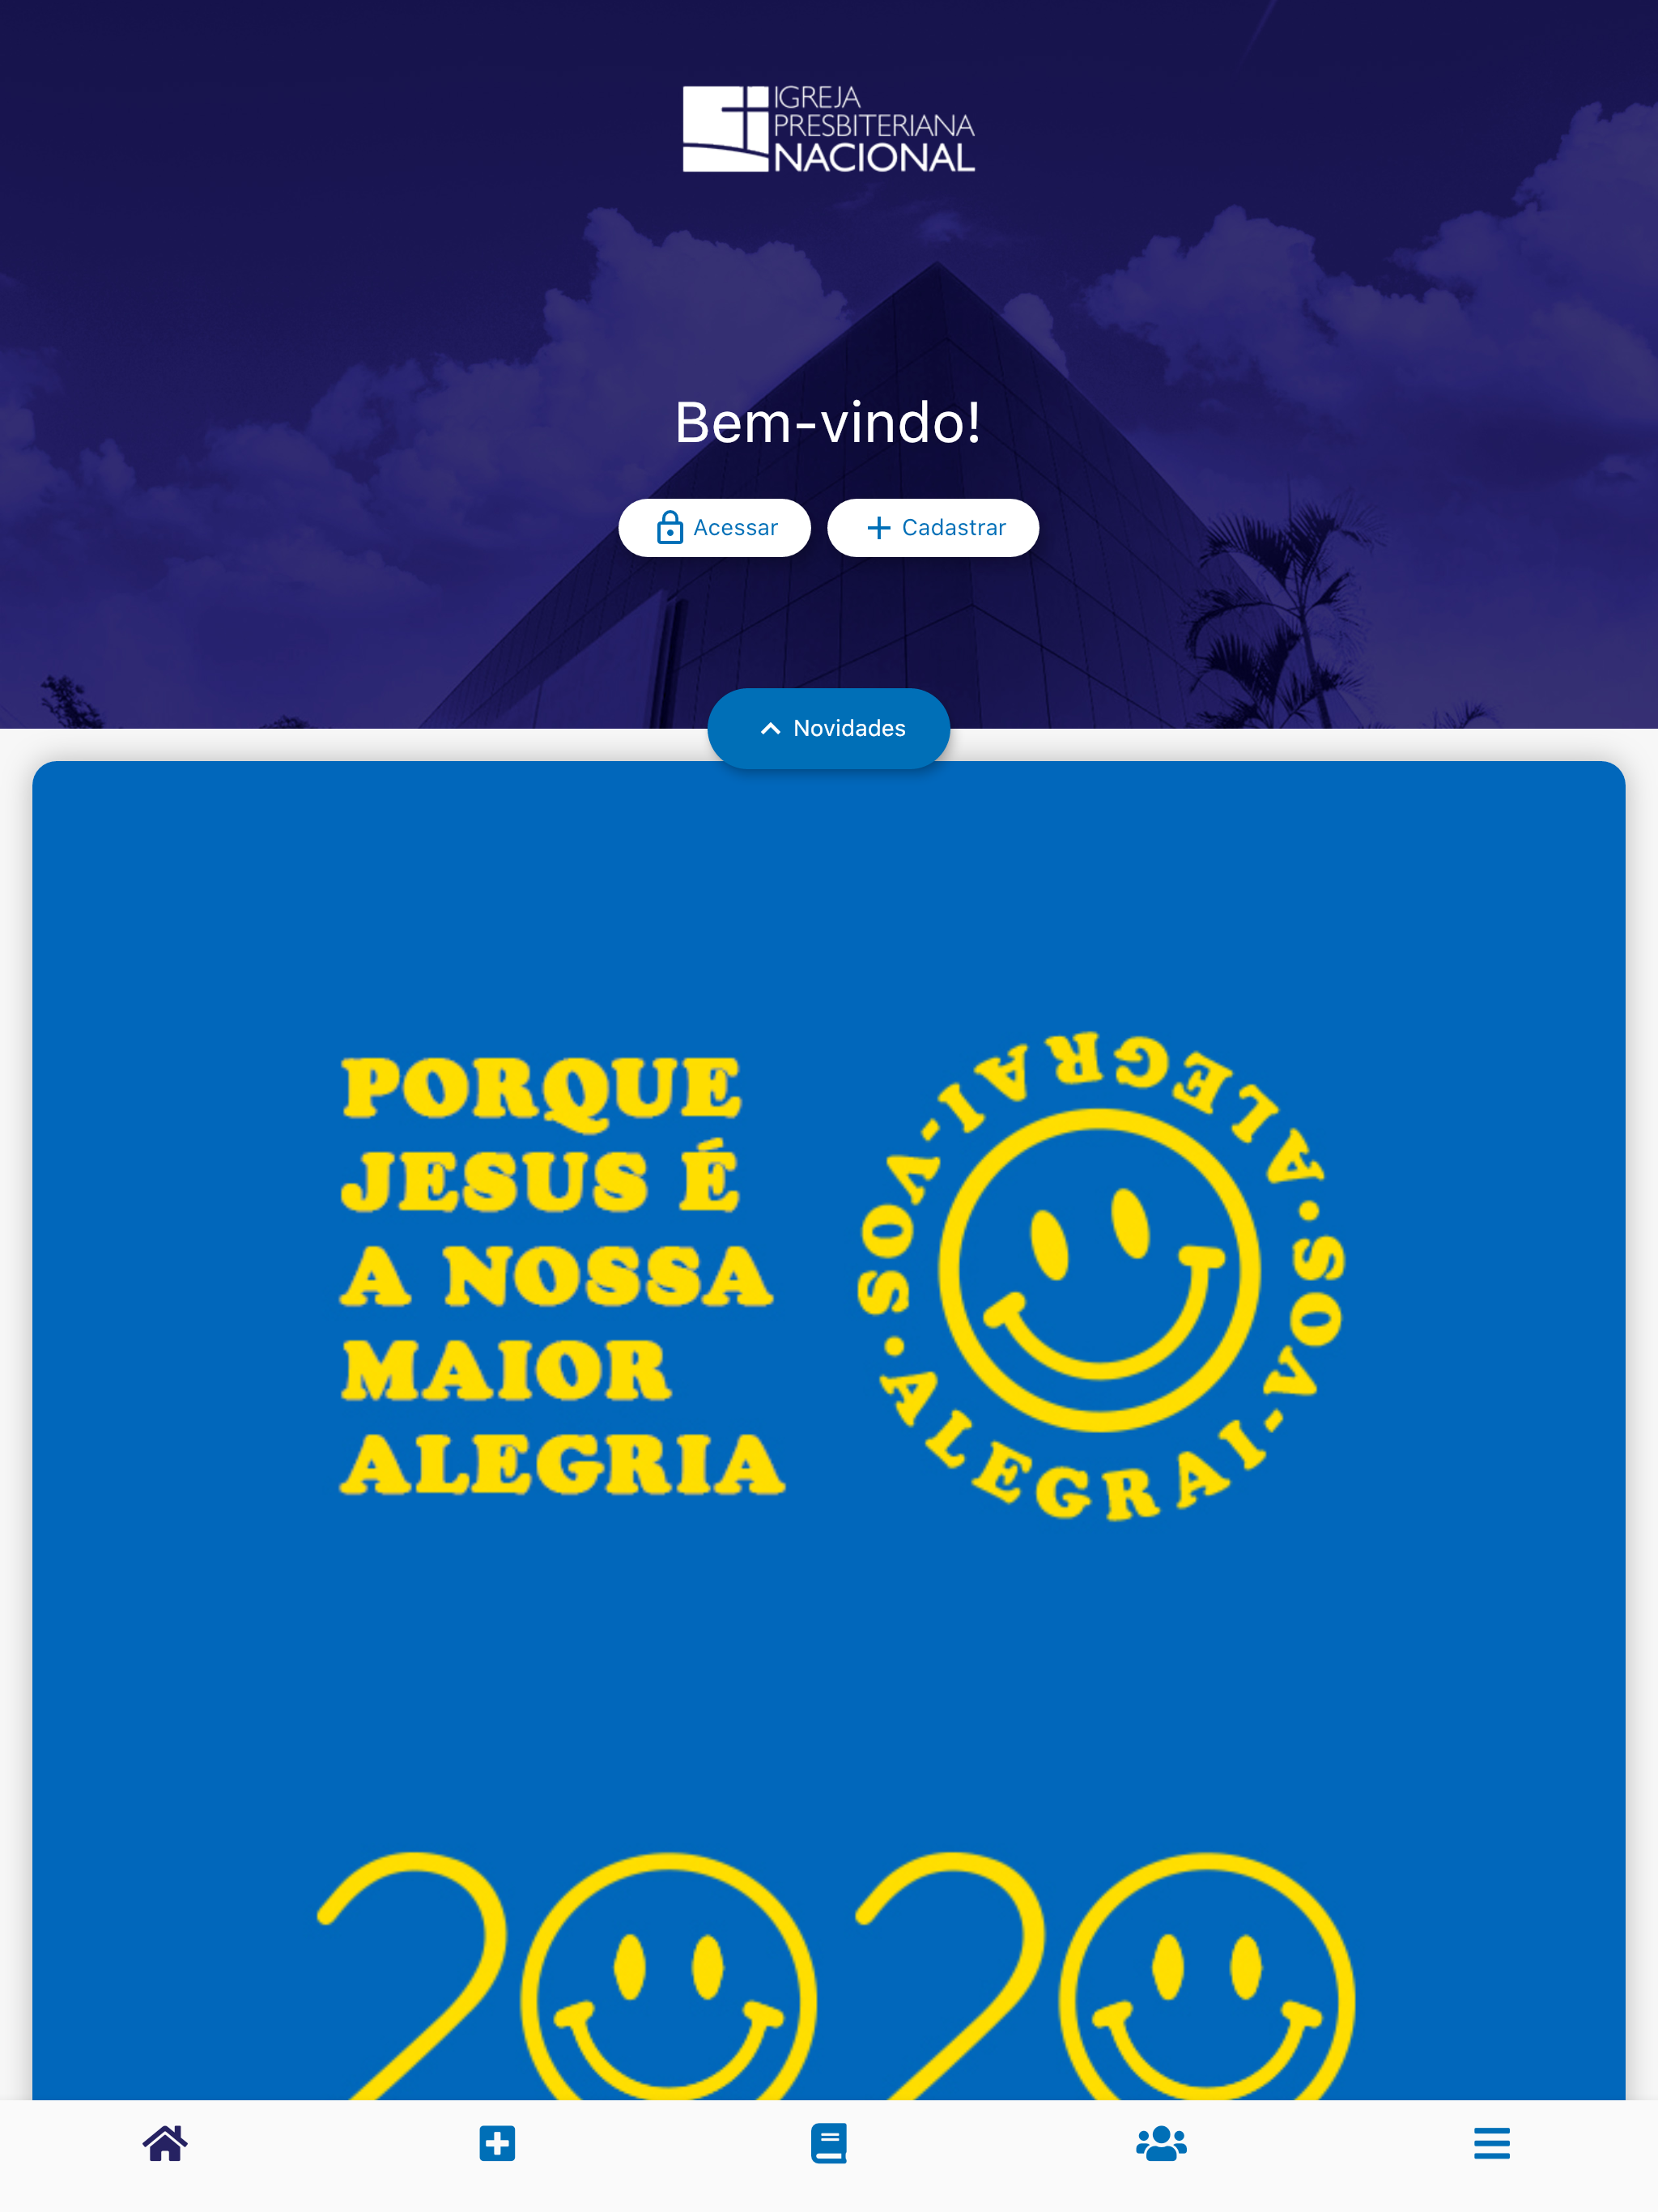 IGREJA
PRESBITERIANA
NACIONAL
Bem-vindo!
Acessar
Cadastrar
Novidades
PORQUE
JESUS É
A NOSSA
MAIOR
ALEGRIA
ALEGRAI-VOS • ALEGRAI-VOS •
2020